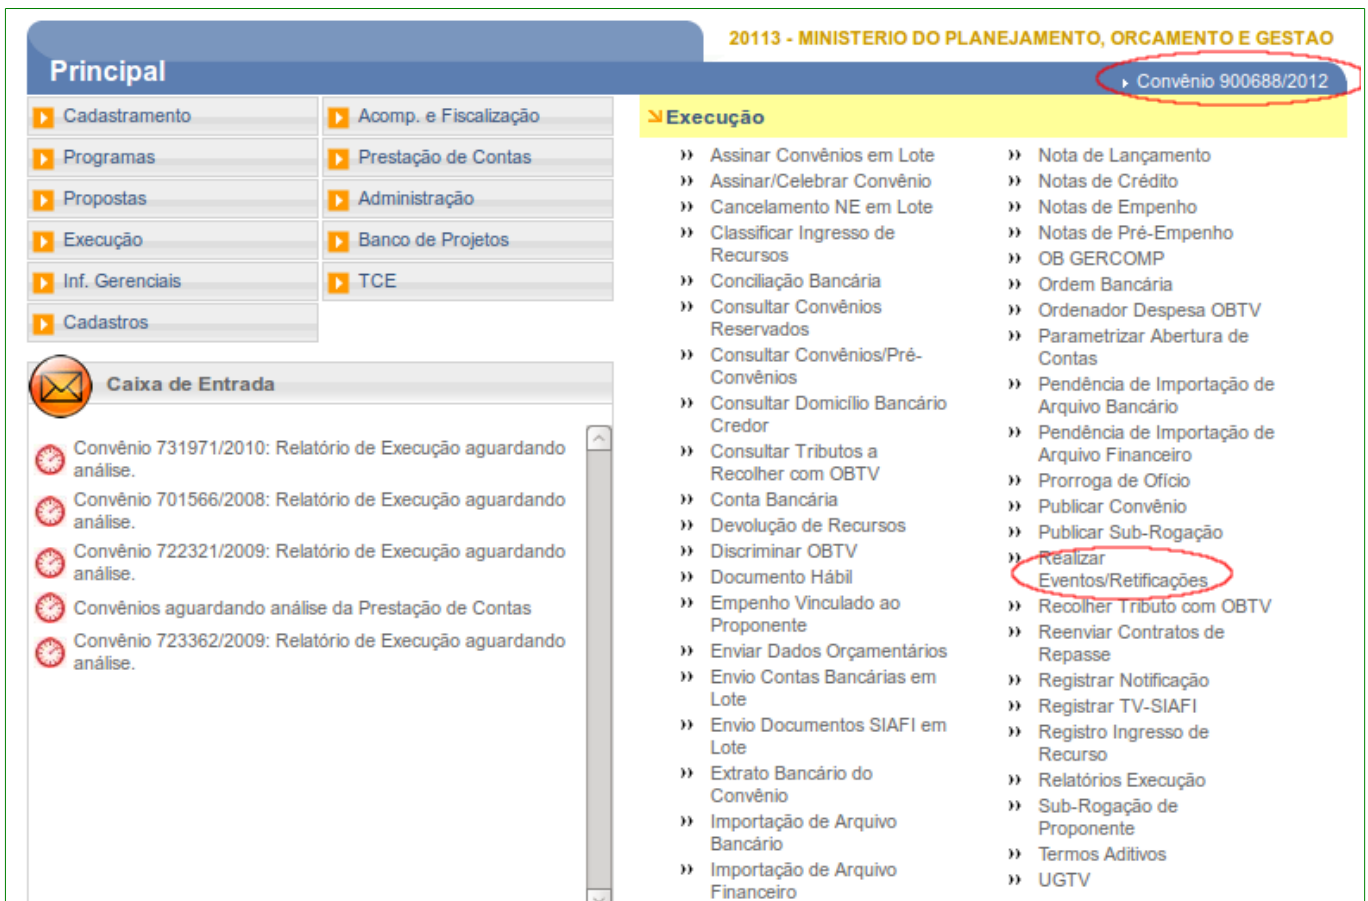 20113 - MINISTERIO DO PLANEJAMENTO, ORCAMENTO E GESTAO
Principal
Convênio 900688/2012
Cadastramento
Acomp. e Fiscalização
Programas
Prestação de Contas
Propostas
Administração
Execução
Banco de Projetos
Inf. Gerenciais
TCE
Cadastros
Caixa de Entrada
Convênio 731971/2010: Relatório de Execução aguardando
análise.
Convênio 701566/2008: Relatório de Execução aguardando
análise.
Convênio 722321/2009: Relatório de Execução aguardando
análise.
Convênios aguardando análise da Prestação de Contas
Convênio 723362/2009: Relatório de Execução aguardando
análise.
Execução
Assinar Convênios em Lote
Assinar/Celebrar Convênio
Cancelamento NE em Lote
Classificar Ingresso de
Recursos
Conciliação Bancária
Consultar Convênios
Reservados
Consultar Convênios/Pré-
Convênios
Consultar Domicílio Bancário
Credor
Consultar Tributos a
Recolher com OBTV
Conta Bancária
Devolução de Recursos
Discriminar OBTV
Documento Hábil
Empenho Vinculado ao
Proponente
Enviar Dados Orçamentários
Envio Contas Bancárias em
Lote
Envio Documentos SIAFI em
Lote
Extrato Bancário do
Convênio
Importação de Arquivo
Bancário
Importação de Arquivo
Financeiro
Nota de Lançamento
Notas de Crédito
Notas de Empenho
Notas de Pré-Empenho
OB GERCOMP
Ordem Bancária
Ordenador Despesa OBTV
Parametrizar Abertura de
Contas
Pendência de Importação de
Arquivo Bancário
Pendência de Importação de
Arquivo Financeiro
Prorroga de Ofício
Publicar Convênio
Publicar Sub-Rogação
Realizar
Eventos/Retificações
Recolher Tributo com OBTV
Reenviar Contratos de
Repasse
Registrar Notificação
Registrar TV-SIAFI
Registro Ingresso de
Recurso
Relatórios Execução
Sub-Rogação de
Proponente
Termos Aditivos
UGTV